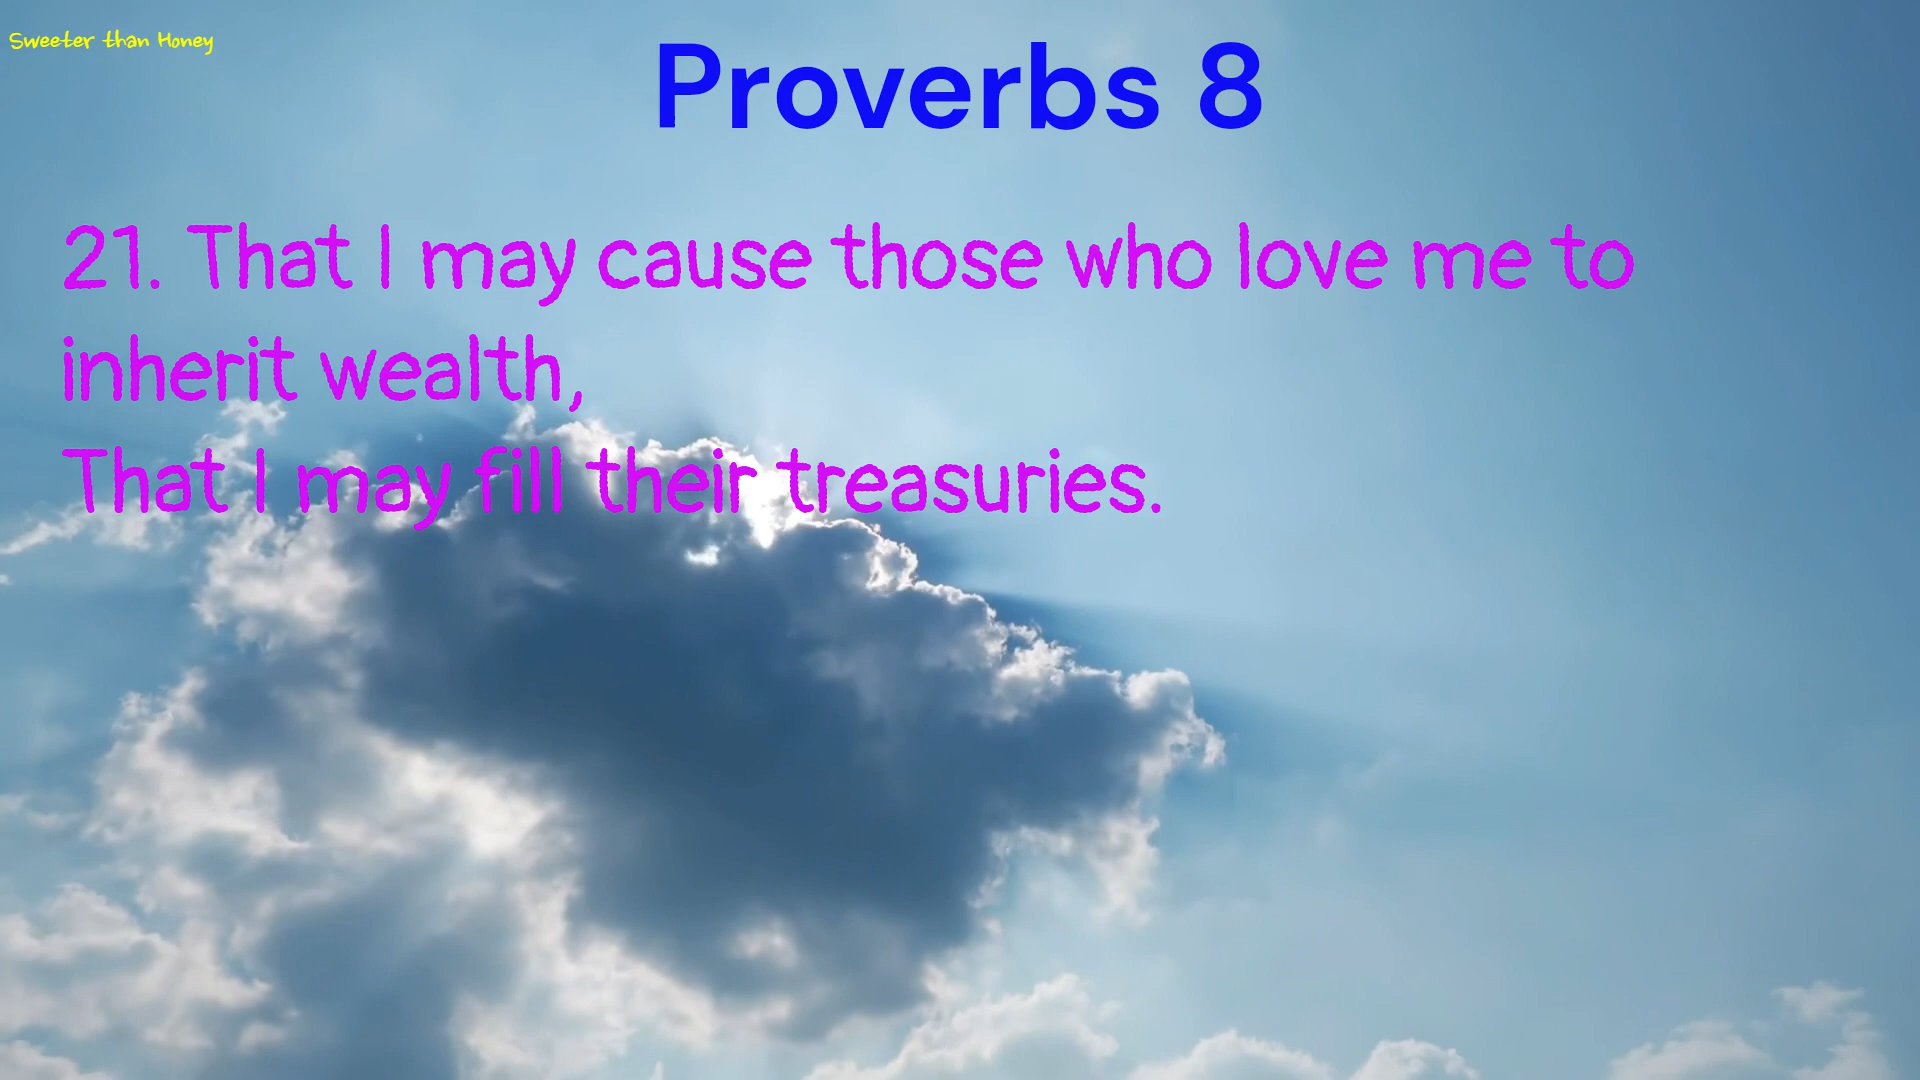 Sweeter than Honey
Proverbs 8
21. That I may cause those who love me to
inherit wealth,
That I may fill their treasuries.